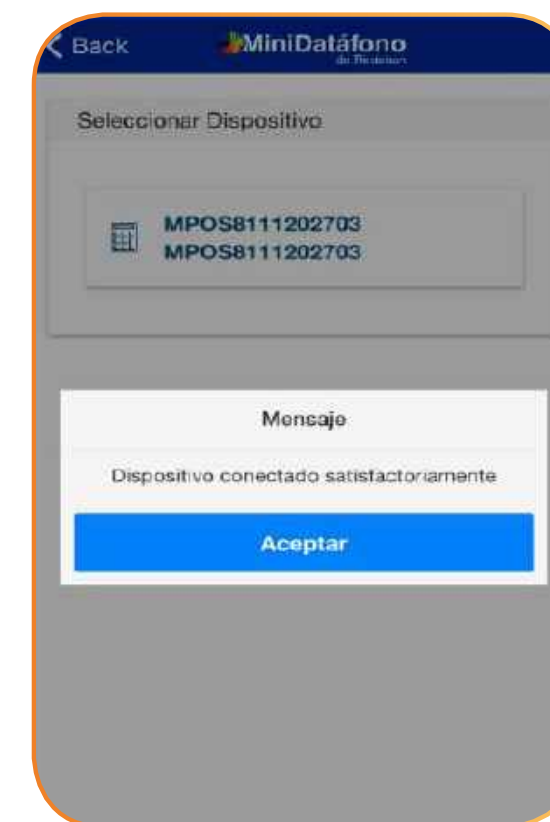 Back
MiniDatáfono
Seleccionar Dispositivo
MPOS8111202703
MPOS8111202703
Mensaje
Dispositivo conectado satisfactoriamente
Aceptar